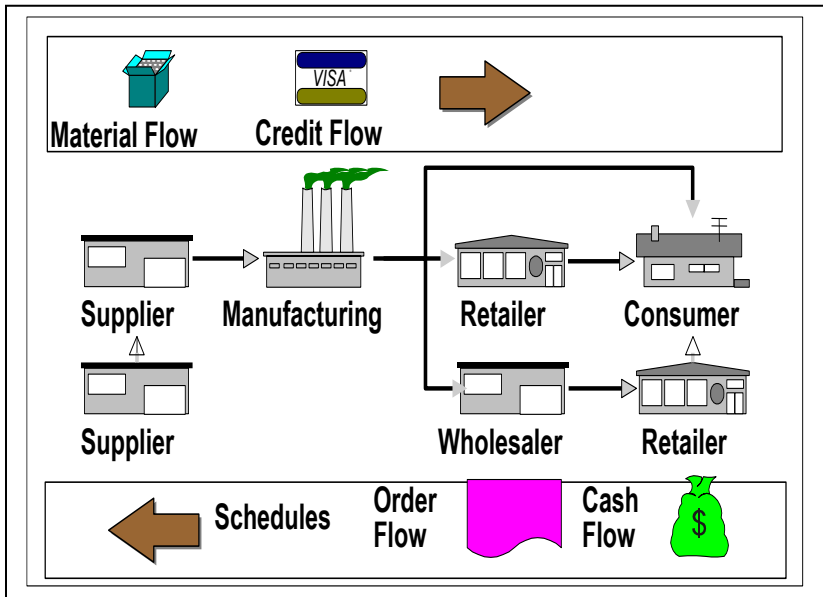 VISA
Material Flow
Credit Flow
Supplier
Manufacturing
Retailer
Consumer
Supplier
Wholesaler
Retailer
Schedules
Order
Flow
Cash
Flow
$